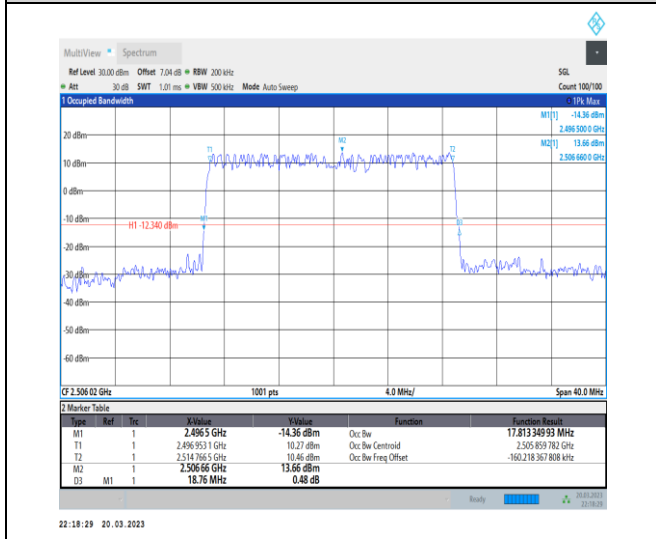 MultiView Spectrum
Ref Level 30.00 dBm Offset 7.04 dB RBW 200 kHz SGL
Att 30 dB SWT 1.01 ms VBW 500 kHz Mode Auto Sweep Count 100/100
1 Occupied Bandwidth 1Pk Max
M1[1] -14.36 dBm
2.496 500 0 GHz
M2[1] 13.66 dBm
2.506 660 0 GHz
20 dBm
M2
T1 T2
10 dBm
0 dBm
-10 dBm
M1 D3
H1 -12.340 dBm
-30 dBm
-40 dBm
-50 dBm
-60 dBm
CF 2.506 02 GHz 1001 pts 4.0 MHz/ Span 40.0 MHz
2 Marker Table
Type Ref Trc X-Value Y-Value Function Function Result
M1 1 2.4965 GHz -14.36 dBm Occ Bw 17.813 349 93 MHz
T1 1 2.496 953 1 GHz 10.27 dBm Occ Bw Centroid 2.505 859 782 GHz
T2 1 2.514 766 5 GHz 10.46 dBm Occ Bw Freq Offset -160.218 367 808 kHz
M2 1 2.506 66 GHz 13.66 dBm
D3 M1 1 18.76 MHz 0.48 dB
Ready 20.03.2023
22:18:29
22:18:29 20.03.2023